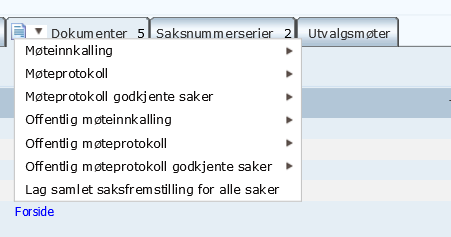 Dokumenter 5 Saksnummerserier 2 Utvalgsmøter
Møteinnkalling
Møteprotokoll
Møteprotokoll godkjente saker
Offentlig møteinnkalling
Offentlig møteprotokoll
Offentlig møteprotokoll godkjente saker
Lag samlet saksfremstilling for alle saker
Forside